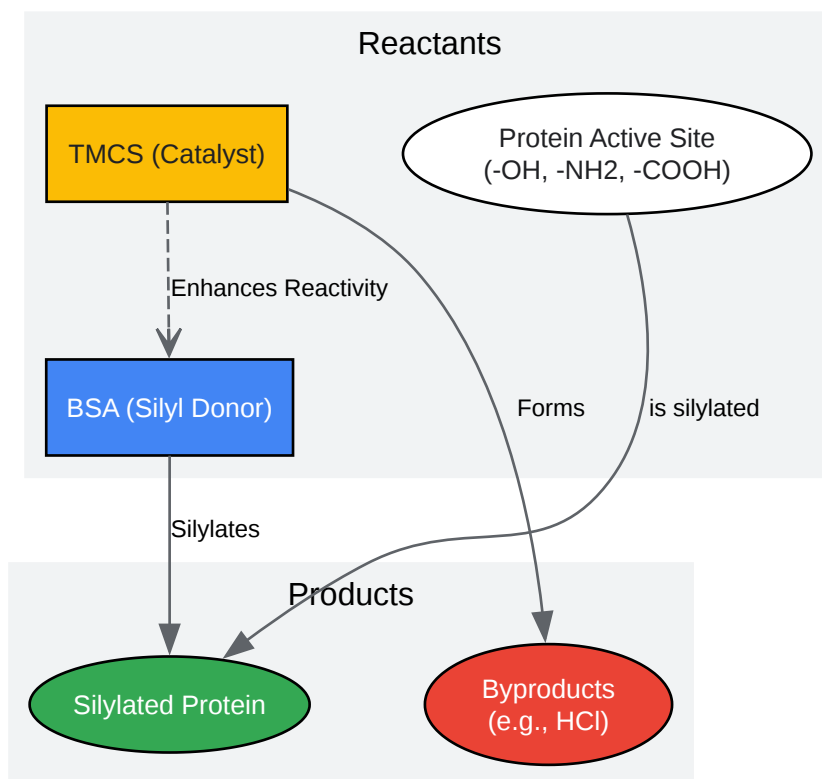 Reactants
TMCS (Catalyst)
Protein Active Site
(-OH, -NH2, -COOH)
Enhances Reactivity
BSA (Silyl Donor)
Forms
is silylated
Silylates
Products
Silylated Protein
Byproducts
(e.g., HCl)